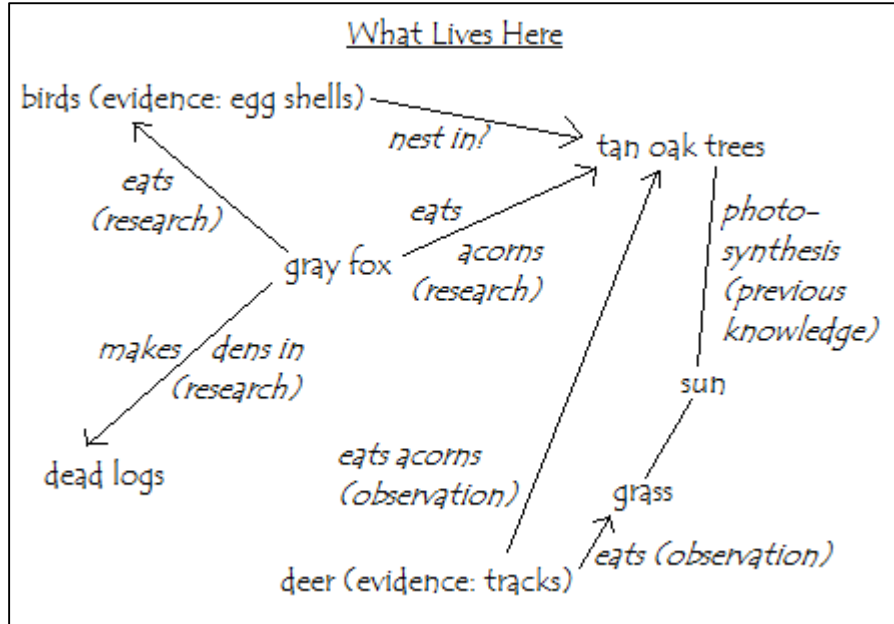 What Lives Here
birds (evidence: egg shells)
nest in?
tan oak trees
eats
(research)
eats
acorns
(research)
photo-
synthesis
(previous
knowledge)
gray fox
makes dens in
(research)
sun
dead logs
eats acorns
(observation)
grass
eats (observation)
deer (evidence: tracks)